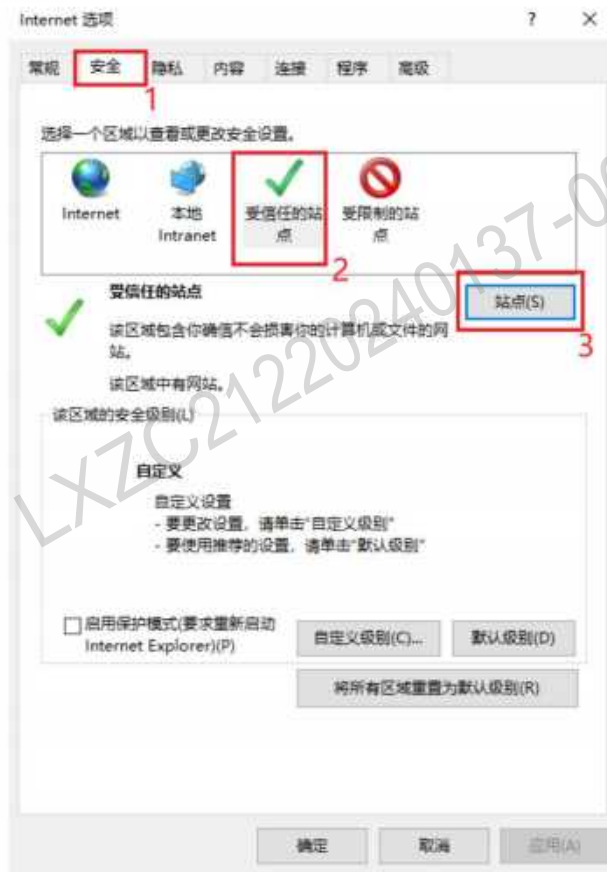 Internet 选项
? ×
常规 安全 隐私 内容 连接 程序 高级
1
选择一个区域以查看或更改安全设置。
Internet
本地
Intranet
受信任的站
点
受限制的站
点
2
受信任的站点
站点(S)
3
该区域包含你确信不会损害你的计算机或文件的网
站。
该区域中有网站。
该区域的安全级别(L)
自定义
自定义设置
- 要更改设置，请单击"自定义级别"
- 要使用推荐的设置，请单击"默认级别"
启用保护模式(要求重新启动
Internet Explorer)(P)
自定义级别(C)... 默认级别(D)
将所有区域重置为默认级别(R)
确定 取消 应用(A)
LXZC21220240137-0